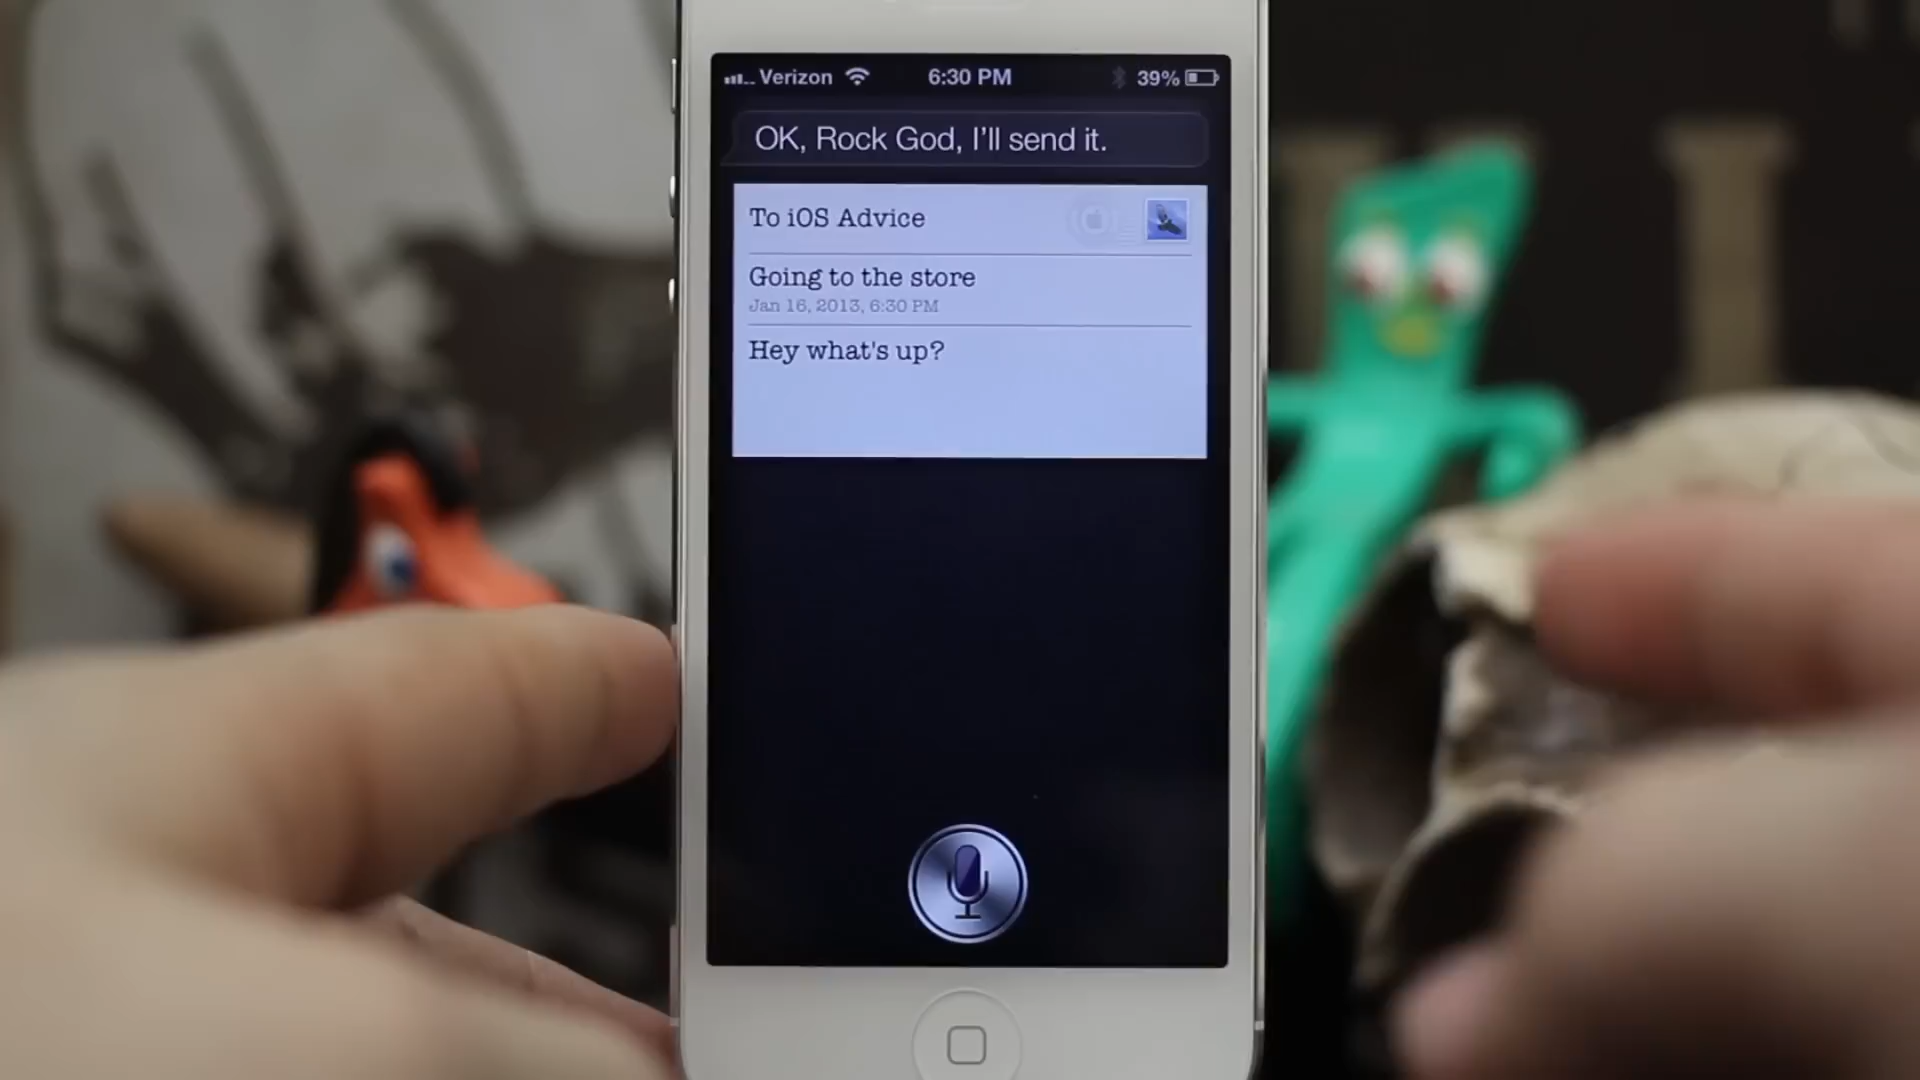 Verizon 6:30 PM 39%
OK, Rock God, I'll send it.
To iOS Advice
Going to the store
Jan 16, 2013, 6:30 PM
Hey what's up?